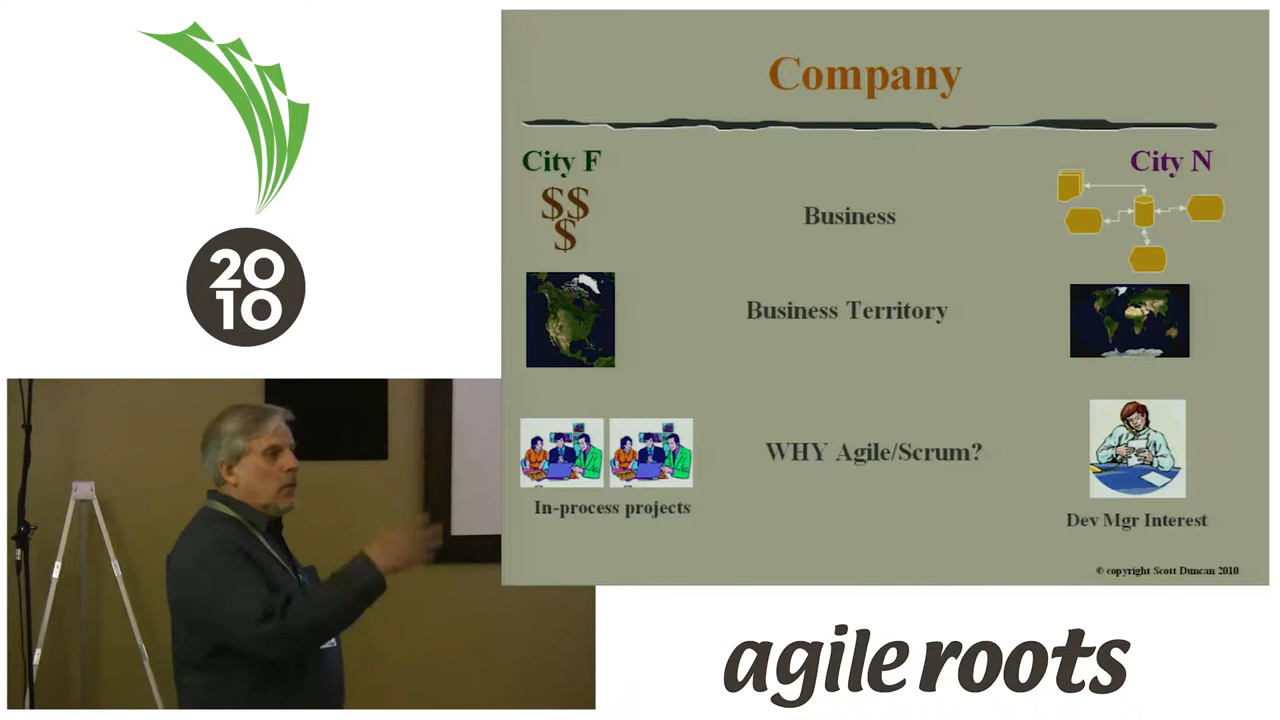 20
10
Company
City F
City N
$$
$
Business
Business Territory
WHY Agile/Scrum?
In-process projects
Dev Mgr Interest
© copyright Scott Duncan 2010
agile roots